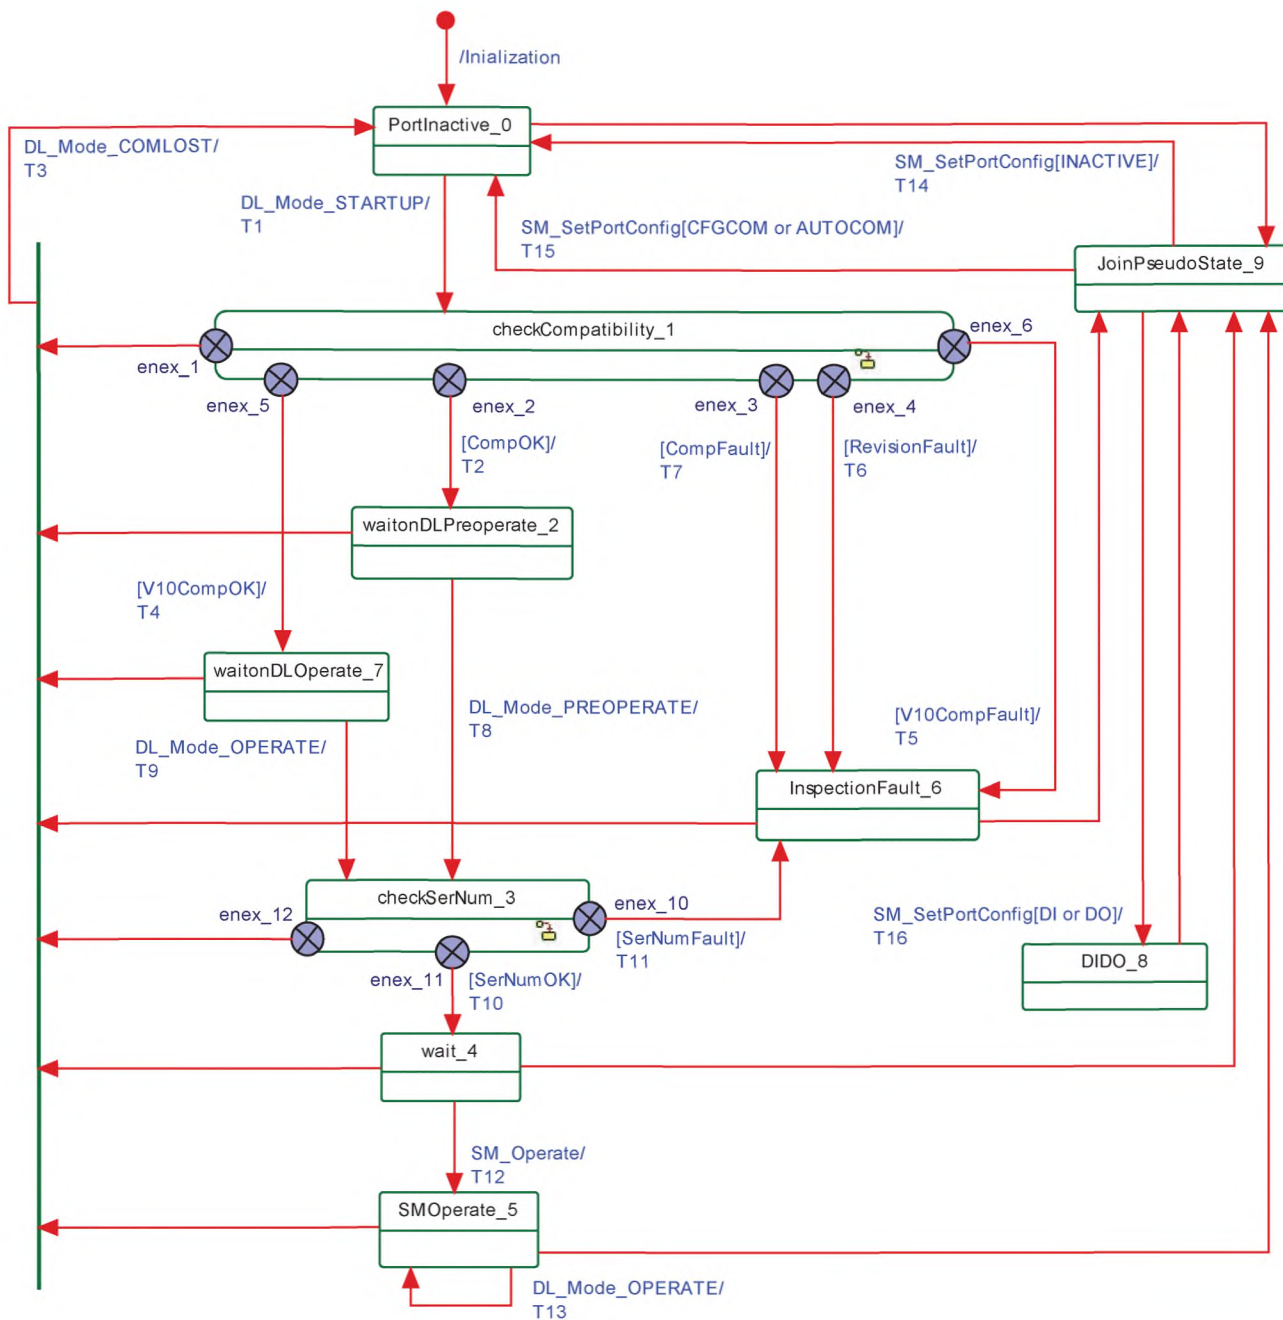 /Inialization
PortInactive_0
DL_Mode_COMLOST/
T3
SM_SetPortConfig[INACTIVE]/
T14
DL_Mode_STARTUP/
T1
SM_SetPortConfig[CFGCOM or AUTOCOM]/
T15
JoinPseudoState_9
checkCompatibility_1
enex_6
enex_1
enex_5
enex_2
enex_3
enex_4
[CompOK]/
T2
[CompFault]/
T7
[RevisionFault]/
T6
waitonDLPreoperate_2
[V10CompOK]/
T4
waitonDLOperate_7
DL_Mode_PREOPERATE/
T8
[V10CompFault]/
T5
DL_Mode_OPERATE/
T9
InspectionFault_6
checkSerNum_3
enex_12
enex_10
[SerNumFault]/
T11
SM_SetPortConfig[DI or DO]/
T16
enex_11
[SerNumOK]/
T10
DIDO_8
wait_4
SM_Operate/
T12
SMOperate_5
DL_Mode_OPERATE/
T13